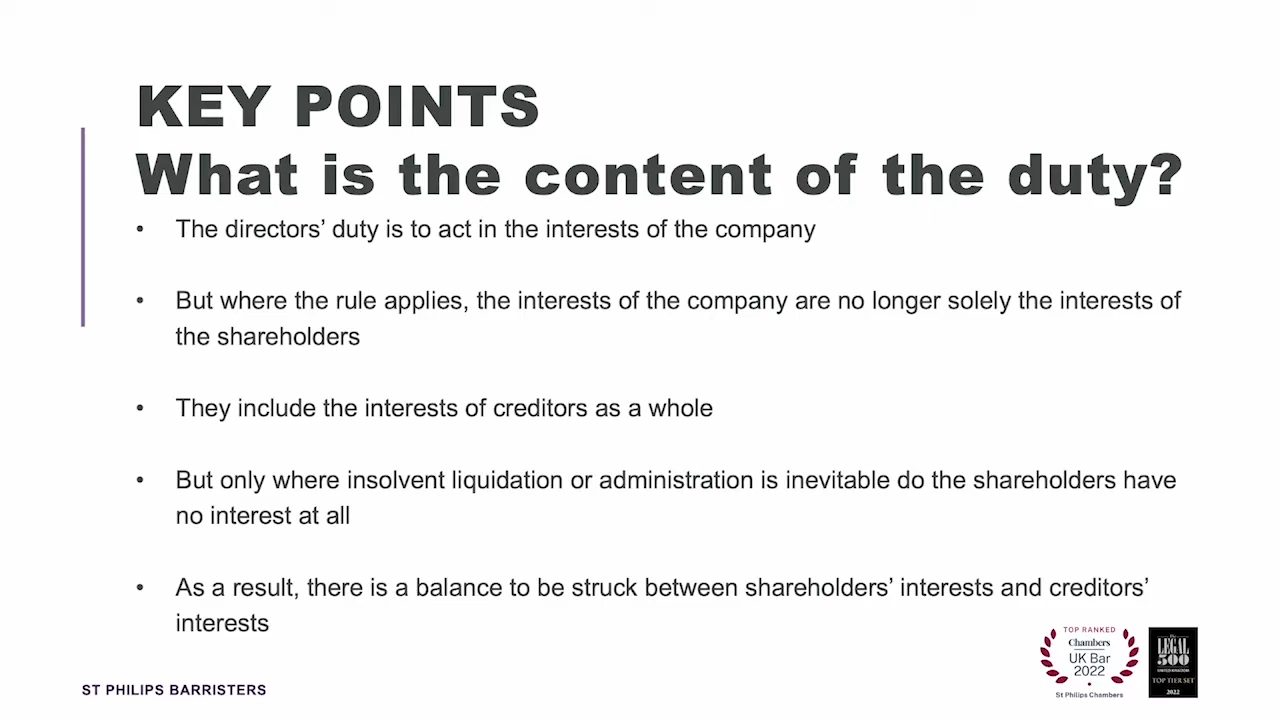 KEY POINTS
What is the content of the duty?
• The directors’ duty is to act in the interests of the company
• But where the rule applies, the interests of the company are no longer solely the interests of
the shareholders
• They include the interests of creditors as a whole
• But only where insolvent liquidation or administration is inevitable do the shareholders have
no interest at all
• As a result, there is a balance to be struck between shareholders’ interests and creditors’
interests
TOP RANKED
Chambers
UK Bar
2022
St Philips Chambers
The
LEGAL
500
UNITED KINGDOM
TOP TIER SET
2022
ST PHILIPS BARRISTERS